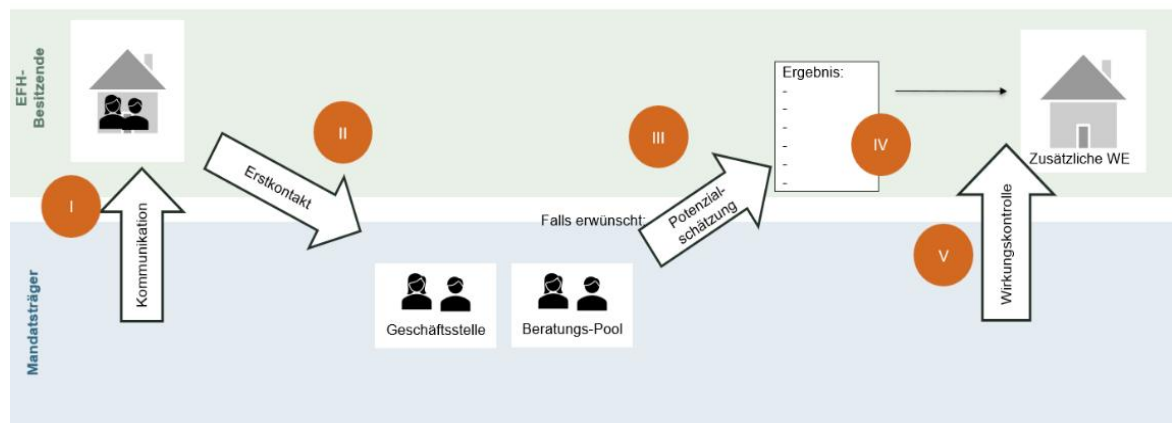 EFH-
Besitzende
I
Kommunikation
Erstkontakt
II
Geschäftsstelle
Beratungs-Pool
Falls erwünscht:
Potenzial-
schätzung
III
Ergebnis:
-
-
-
-
-
-
IV
Zusätzliche WE
V
Wirkungskontrolle
Mandatsträger